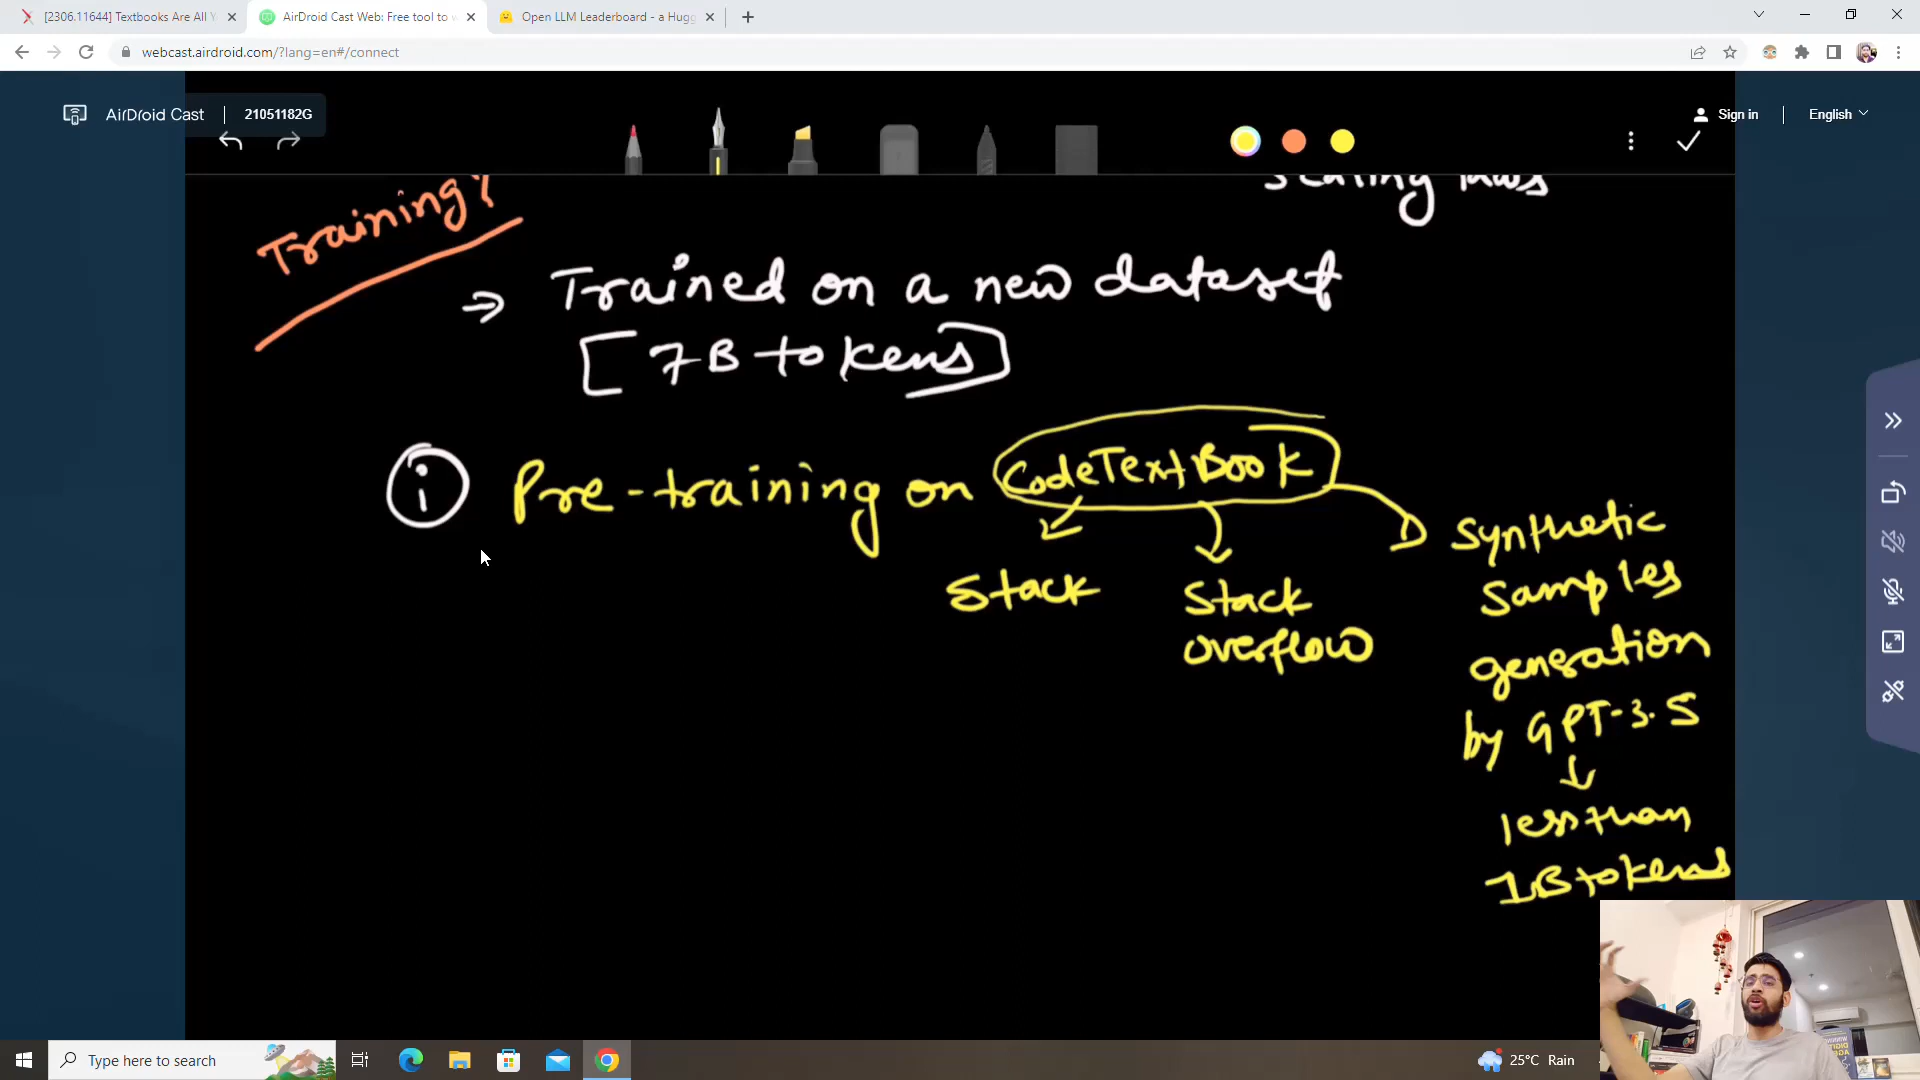 [2306.11644] Textbooks Are All Y
AirDroid Cast Web: Free tool to w
Open LLM Leaderboard - a Hugg
webcast.airdroid.com/?lang=en#/connect
AirDroid Cast
21051182G
Sign in
English
scaling laws
Training?
→ Trained on a new dataset
[7B tokens]
i Pre-training on CodeTextBook
Stack
Stack
overflow
Synthetic
Samples
generation
by GPT-3.5
↓
less than
1B tokens
Type here to search
25°C Rain